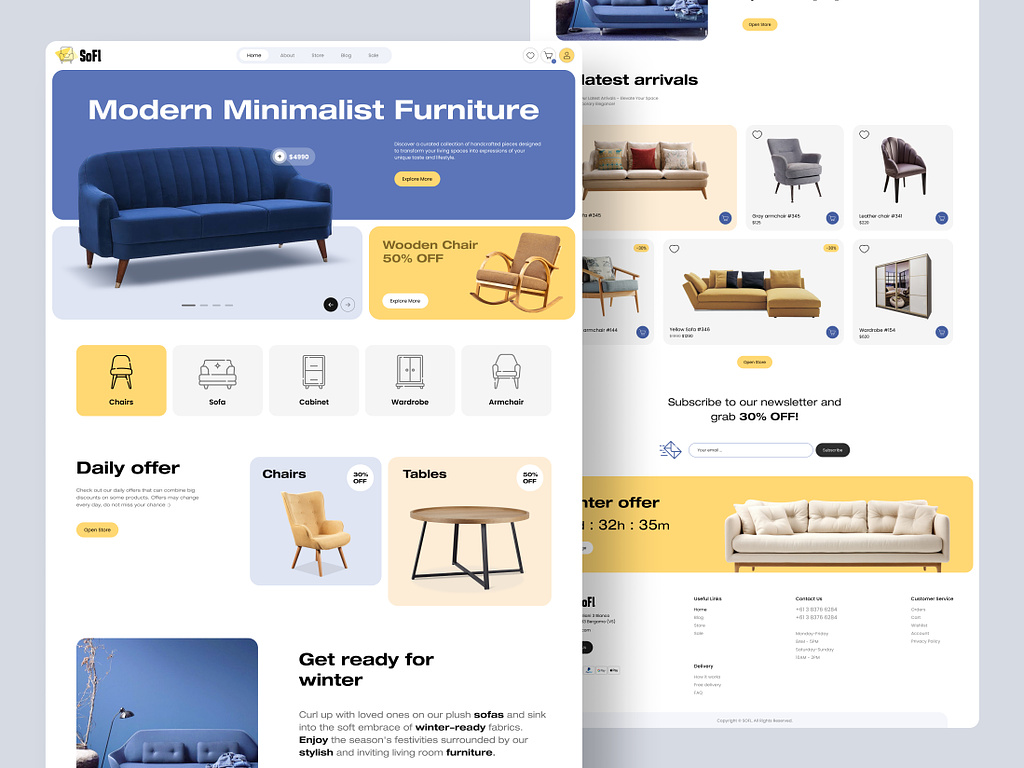 SoFI
Home
About
Store
Blog
Sale
Modern Minimalist Furniture
Discover a curated collection of handcrafted pieces designed
to transform your living spaces into expressions of your
unique taste and lifestyle.
$4990
Explore More
Wooden Chair
50% OFF
Explore More
Chairs
Sofa
Cabinet
Wardrobe
Armchair
Daily offer
Check out our daily offers that can combine big
discounts on some products. Offers may change
every day, do not miss your chance :)
Open Store
Chairs
30%
OFF
Tables
50%
OFF
Get ready for
winter
Curl up with loved ones on our plush sofas and sink
into the soft embrace of winter-ready fabrics.
Enjoy the season's festivities surrounded by our
stylish and inviting living room furniture.
Open Store
latest arrivals
Latest Arrivals - Elevate Your Space
#345
Gray armchair #345
$125
Leather chair #341
$220
-30%
armchair #144
-30%
Yellow Sofa #346
$1290
Wardrobe #154
$620
Open Store
Subscribe to our newsletter and
grab 30% OFF!
Your email...
Subscribe
nter offer
: 32h : 35m
oFI
Bergamo
Useful Links
Home
Blog
Store
Sale
Delivery
How it works
Free delivery
FAQ
Contact Us
+61 3 8376 6284
+61 3 8376 6284
Monday-Friday
8AM - 5PM
Saturday-Sunday
10AM - 3PM
Customer Service
Orders
Cart
Wishlist
Account
Privacy Policy
Pay
Pay
Copyright © SOFI. All Rights Reserved.